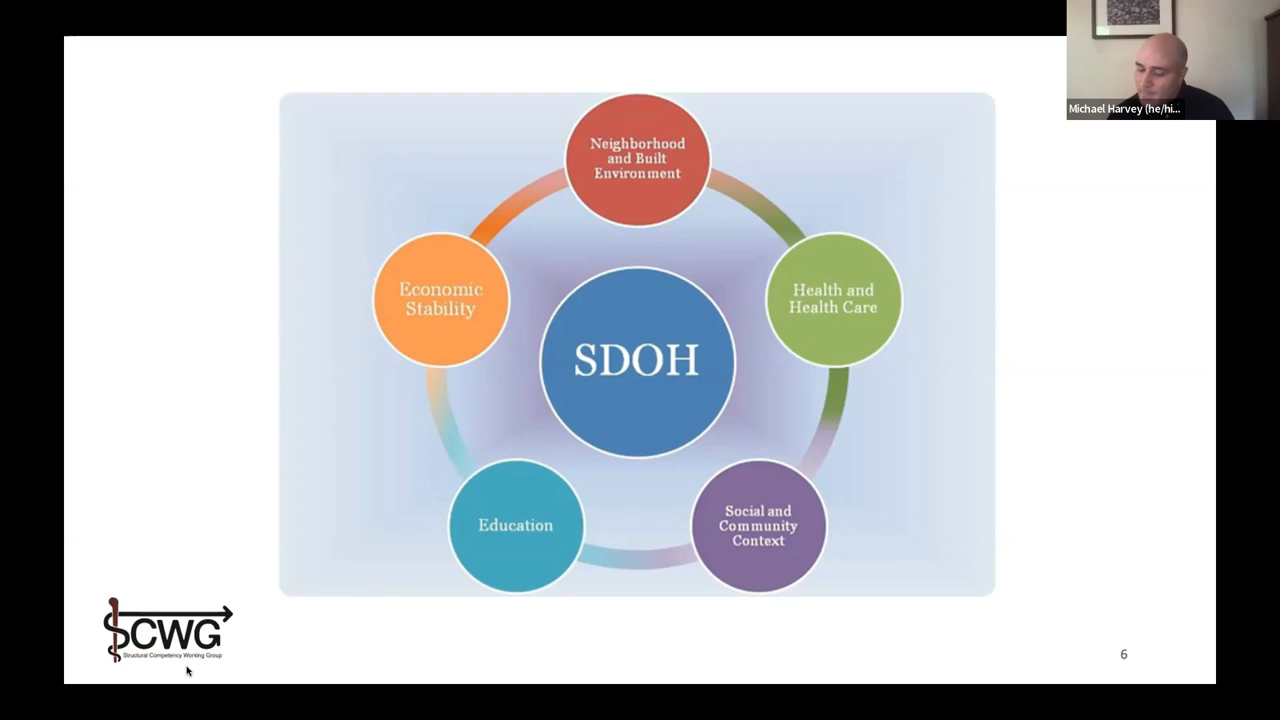 Michael Harvey (he/hi...
Neighborhood
and Built
Environment
Economic
Stability
Health and
Health Care
SDOH
Education
Social and
Community
Context
SCWG
Structural Competency Working Group
6